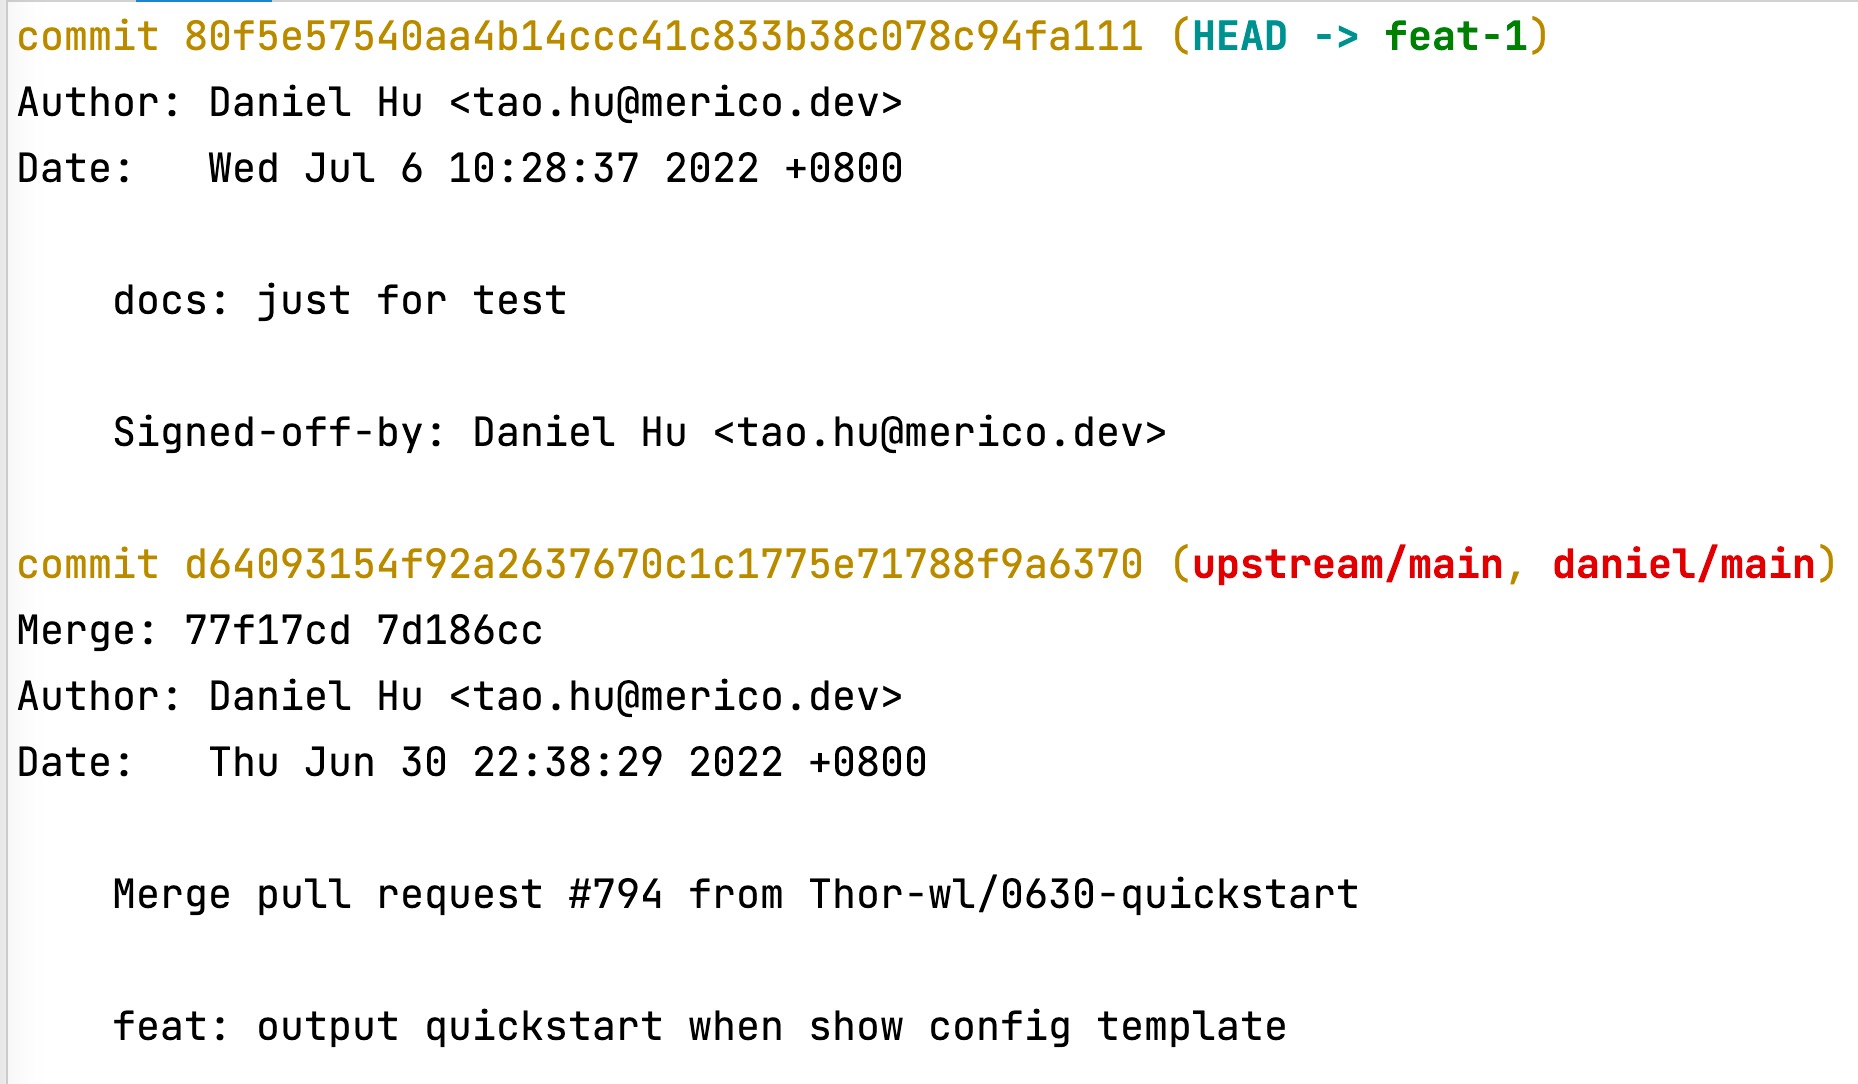 commit 80f5e57540aa4b14ccc41c833b38c078c94fa111 (HEAD -> feat-1)
Author: Daniel Hu <tao.hu@merico.dev>
Date:   Wed Jul 6 10:28:37 2022 +0800
docs: just for test
Signed-off-by: Daniel Hu <tao.hu@merico.dev>
commit d64093154f92a2637670c1c1775e71788f9a6370 (upstream/main, daniel/main)
Merge: 77f17cd 7d186cc
Author: Daniel Hu <tao.hu@merico.dev>
Date:   Thu Jun 30 22:38:29 2022 +0800
Merge pull request #794 from Thor-wl/0630-quickstart
feat: output quickstart when show config template